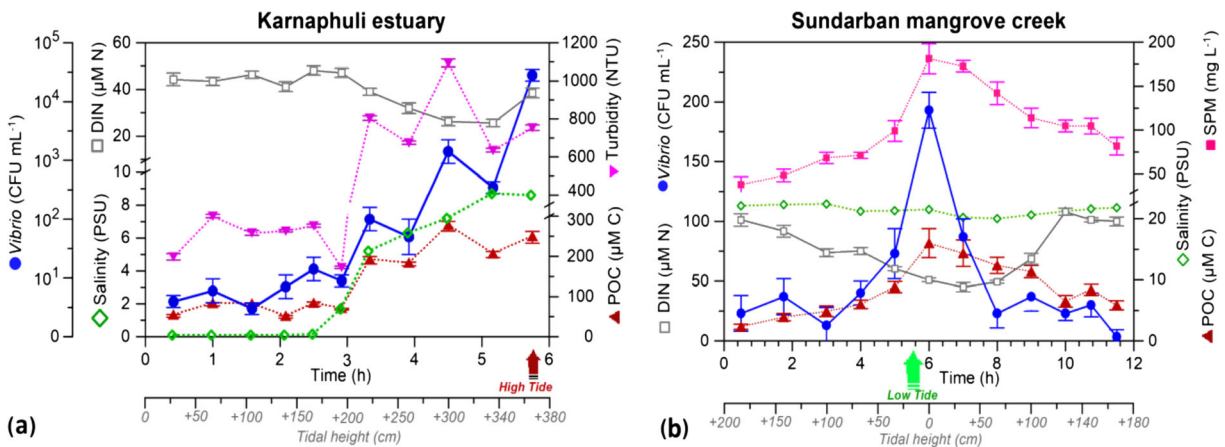 Karnaphuli estuary
Vibrio (CFU mL⁻¹)
10⁵
10⁴
10³
10²
10¹
0
DIN (µM N)
60
40
20
Salinity (PSU)
10
8
6
4
2
0
1200
1000
800
600
400
300
200
100
0
Turbidity (NTU)
POC (µM C)
0 1 2 3 4 5 6
Time (h)
High Tide
0 +50 +100 +150 +200 +260 +300 +340 +380
Tidal height (cm)
(a)
Sundarban mangrove creek
Vibrio (CFU mL⁻¹)
DIN (µM N)
250
200
150
100
50
0
200
150
100
50
20
10
0
SPM (mg L⁻¹)
Salinity (PSU)
POC (µM C)
0 2 4 6 8 10 12
Time (h)
Low Tide
+200 +150 +100 +50 0 +50 +100 +150 +180
Tidal height (cm)
(b)